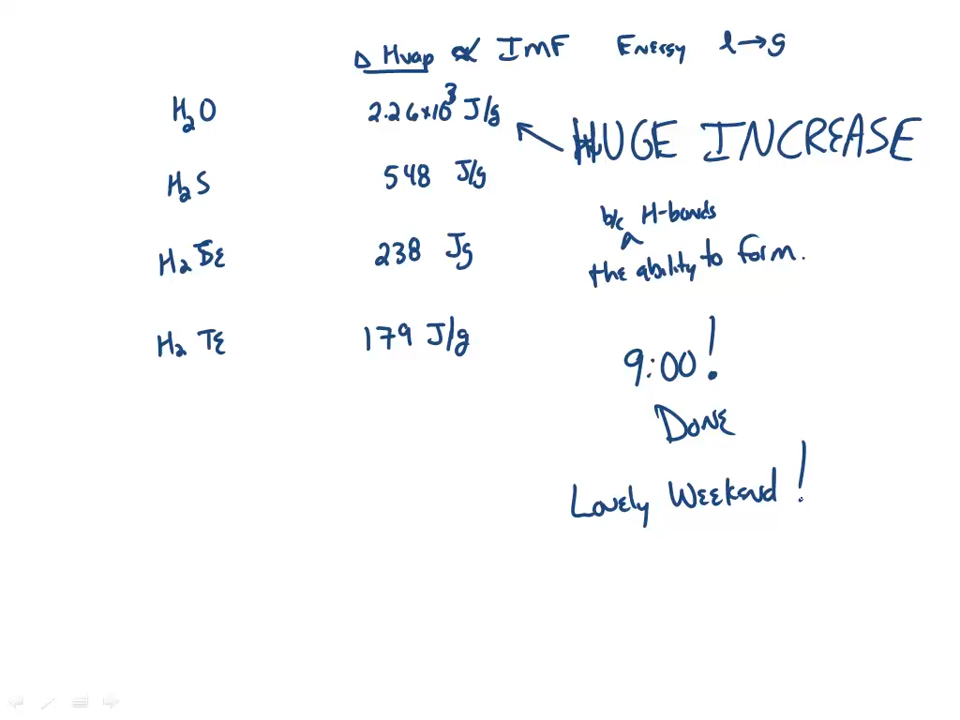 Δ Hvap ∝ IMF Energy l→g
H₂O 2.26×10³ J/g
HUGE INCREASE
H₂S 548 J/g
b/c H-bonds
the ability to form.
H₂Se 238 Jg
H₂Te 179 J/g
9:00!
Done
Lovely Weekend!